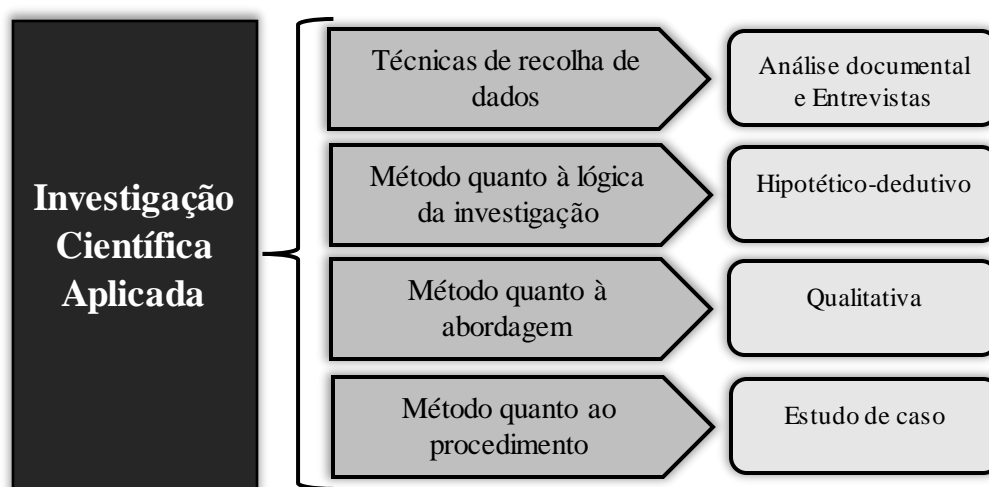 Investigação
Científica
Aplicada
Técnicas de recolha de
dados
Análise documental
e Entrevistas
Método quanto à lógica
da investigação
Hipotético-dedutivo
Método quanto à
abordagem
Qualitativa
Método quanto ao
procedimento
Estudo de caso